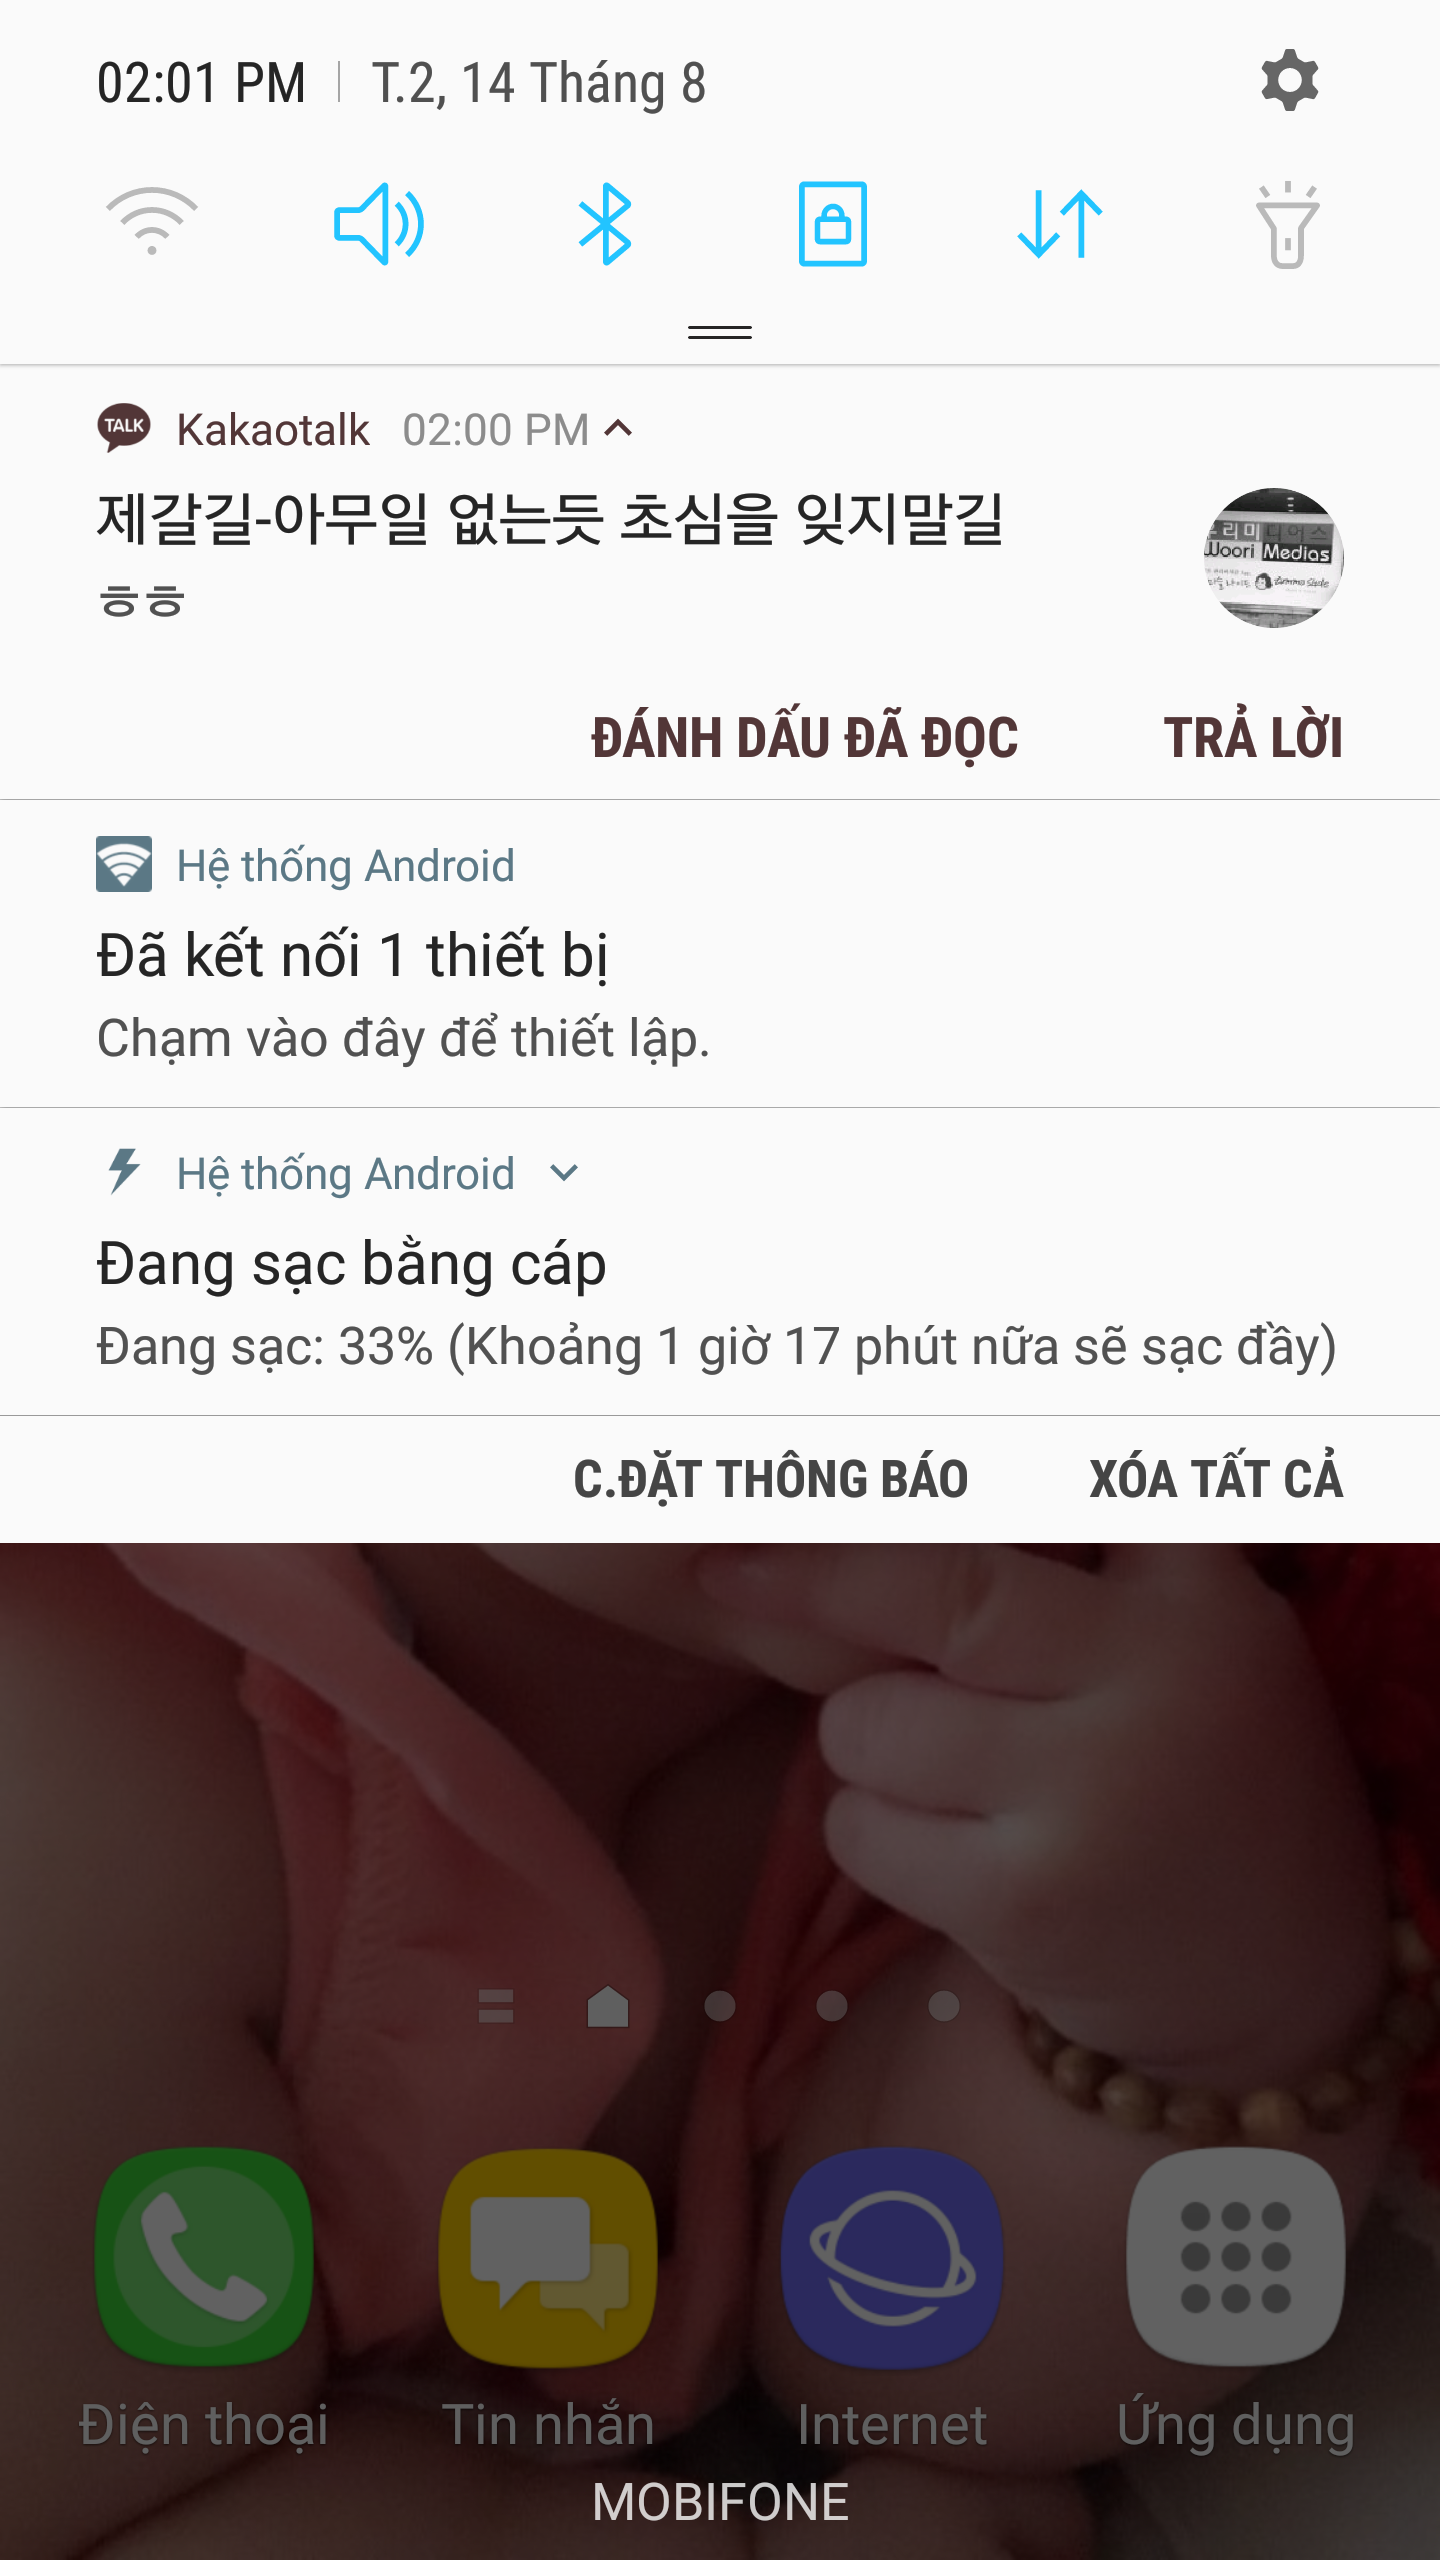 02:01 PM | T.2, 14 Tháng 8
TALK Kakaotalk 02:00 PM
제갈길-아무일 없는듯 초심을 잊지말길
ㅎㅎ
우리미디어스
Woori Medias
ĐÁNH DẤU ĐÃ ĐỌC TRẢ LỜI
Hệ thống Android
Đã kết nối 1 thiết bị
Chạm vào đây để thiết lập.
Hệ thống Android
Đang sạc bằng cáp
Đang sạc: 33% (Khoảng 1 giờ 17 phút nữa sẽ sạc đầy)
C.ĐẶT THÔNG BÁO XÓA TẤT CẢ
Điện thoại Tin nhắn Internet Ứng dụng
MOBIFONE